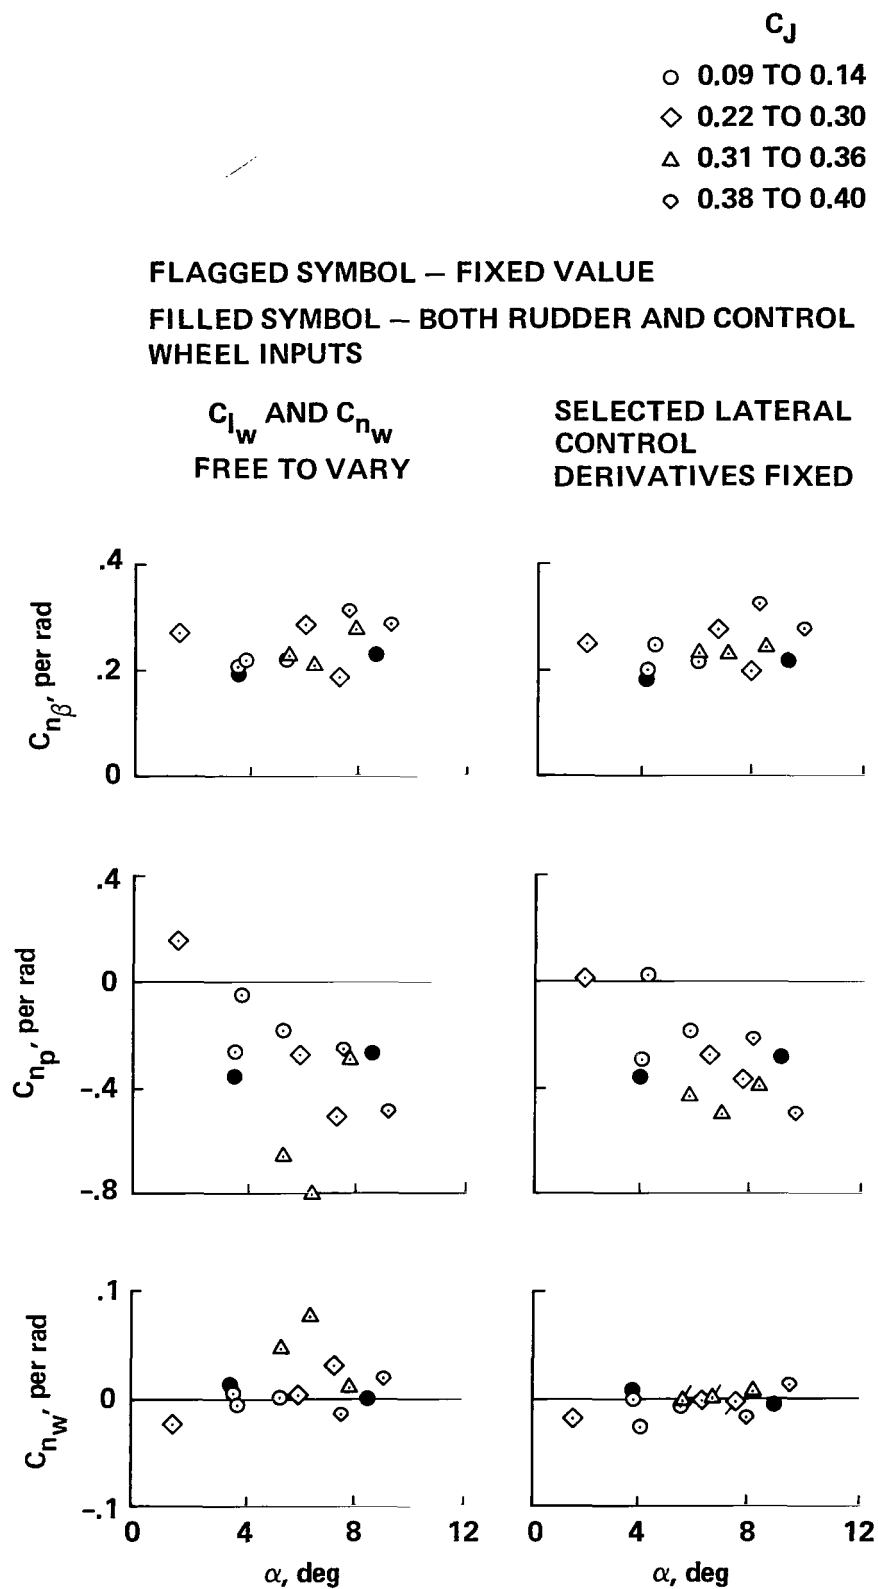 C_J
0.09 TO 0.14
0.22 TO 0.30
0.31 TO 0.36
0.38 TO 0.40
FLAGGED SYMBOL – FIXED VALUE
FILLED SYMBOL – BOTH RUDDER AND CONTROL
WHEEL INPUTS
C_l_w AND C_n_w
FREE TO VARY
SELECTED LATERAL
CONTROL
DERIVATIVES FIXED
C_n_β, per rad
.4
.2
0
C_n_p, per rad
.4
0
-.4
-.8
C_n_w, per rad
.1
0
-.1
0 4 8 12
0 4 8 12
α, deg
α, deg